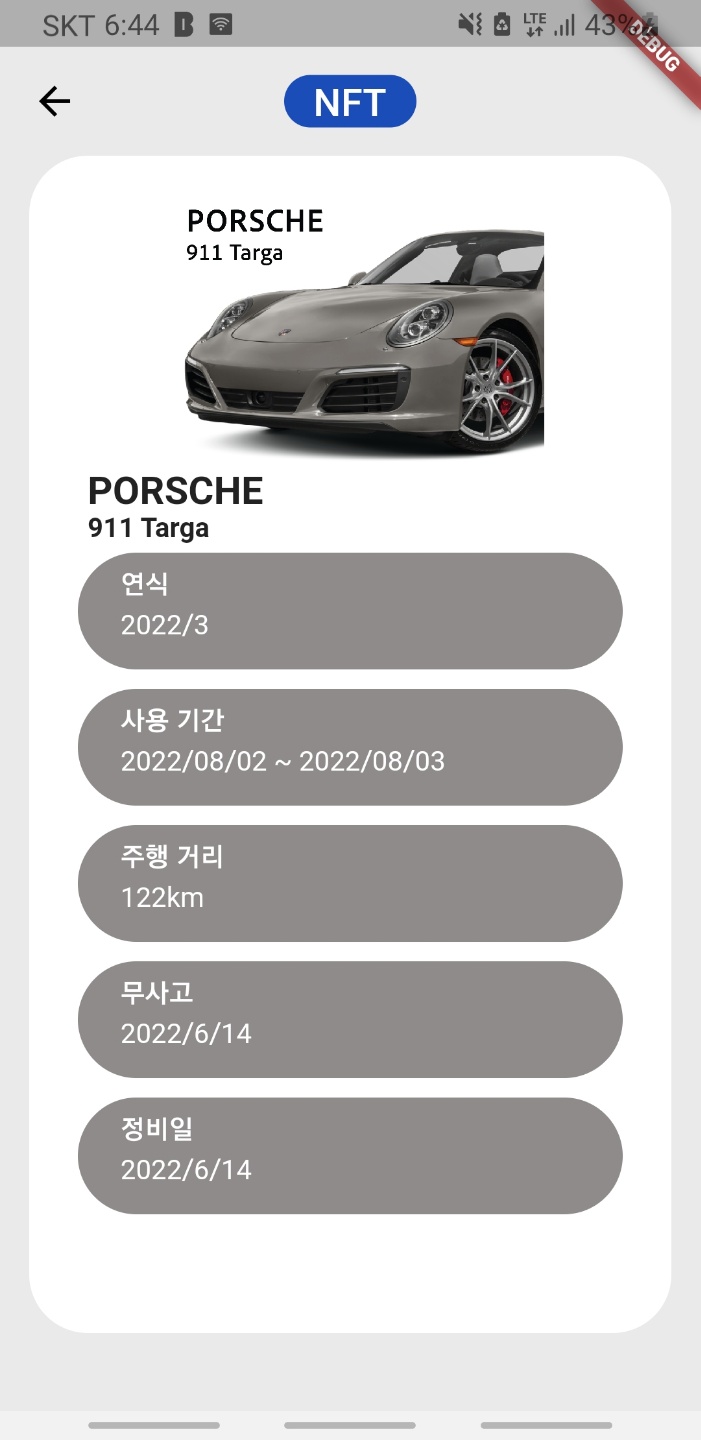 SKT 6:44
LTE 43%
DEBUG
NFT
PORSCHE
911 Targa
PORSCHE
911 Targa
연식
2022/3
사용 기간
2022/08/02 ~ 2022/08/03
주행 거리
122km
무사고
2022/6/14
정비일
2022/6/14